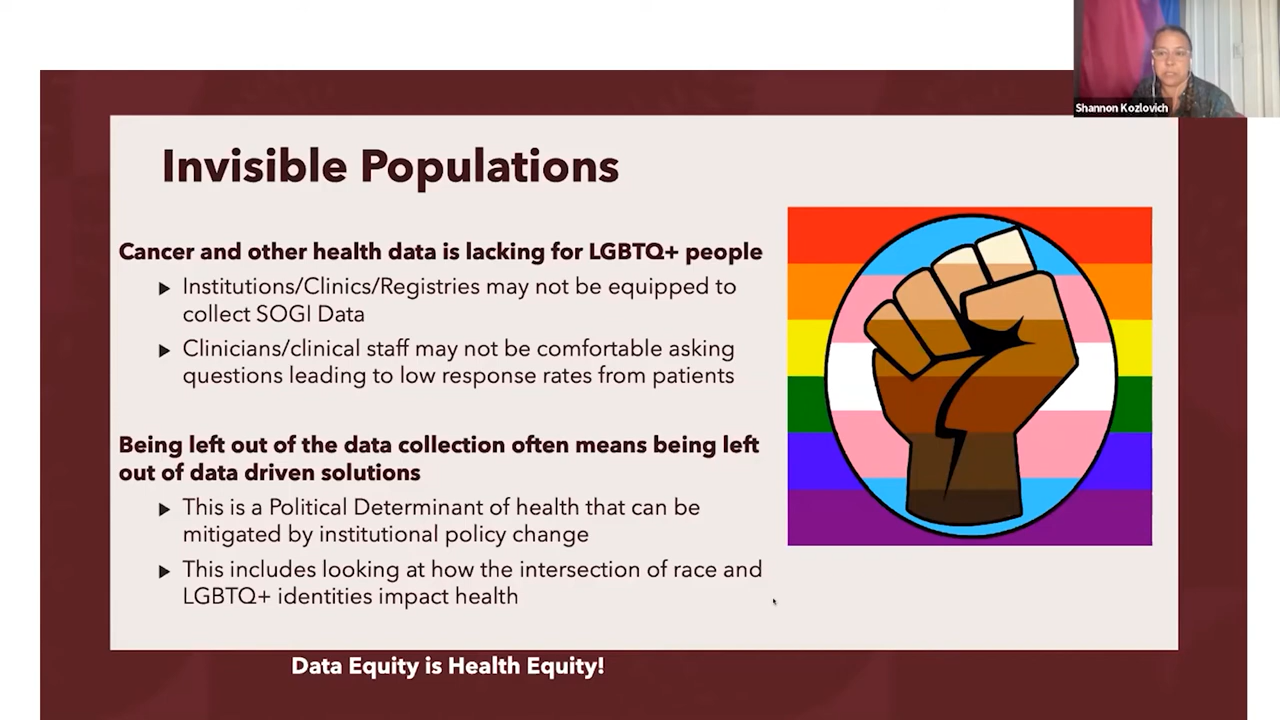 Shannon Kozlovich
Invisible Populations
Cancer and other health data is lacking for LGBTQ+ people
Institutions/Clinics/Registries may not be equipped to
collect SOGI Data
Clinicians/clinical staff may not be comfortable asking
questions leading to low response rates from patients
Being left out of the data collection often means being left
out of data driven solutions
This is a Political Determinant of health that can be
mitigated by institutional policy change
This includes looking at how the intersection of race and
LGBTQ+ identities impact health
Data Equity is Health Equity!